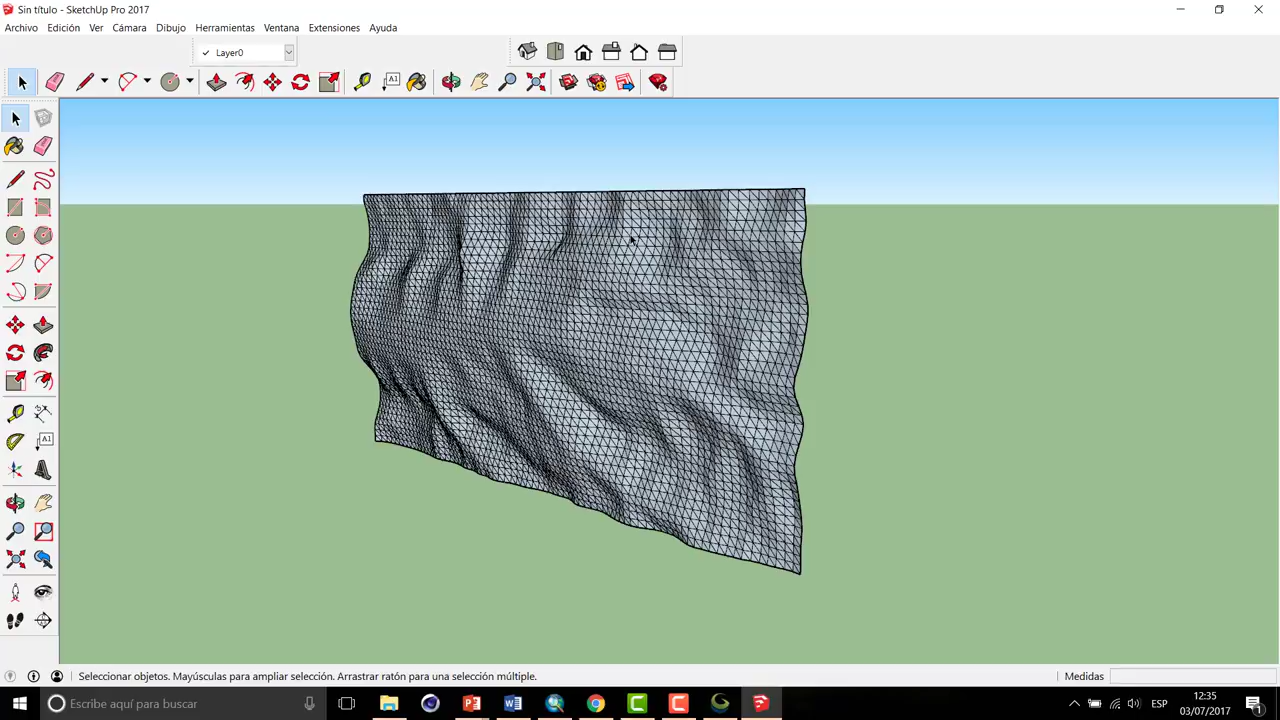 Sin título - SketchUp Pro 2017
Archivo Edición Ver Cámara Dibujo Herramientas Ventana Extensiones Ayuda
Layer0
A1
A1
Seleccionar objetos. Mayúsculas para ampliar selección. Arrastrar ratón para una selección múltiple.
Medidas
Escribe aquí para buscar
ESP
12:35
03/07/2017